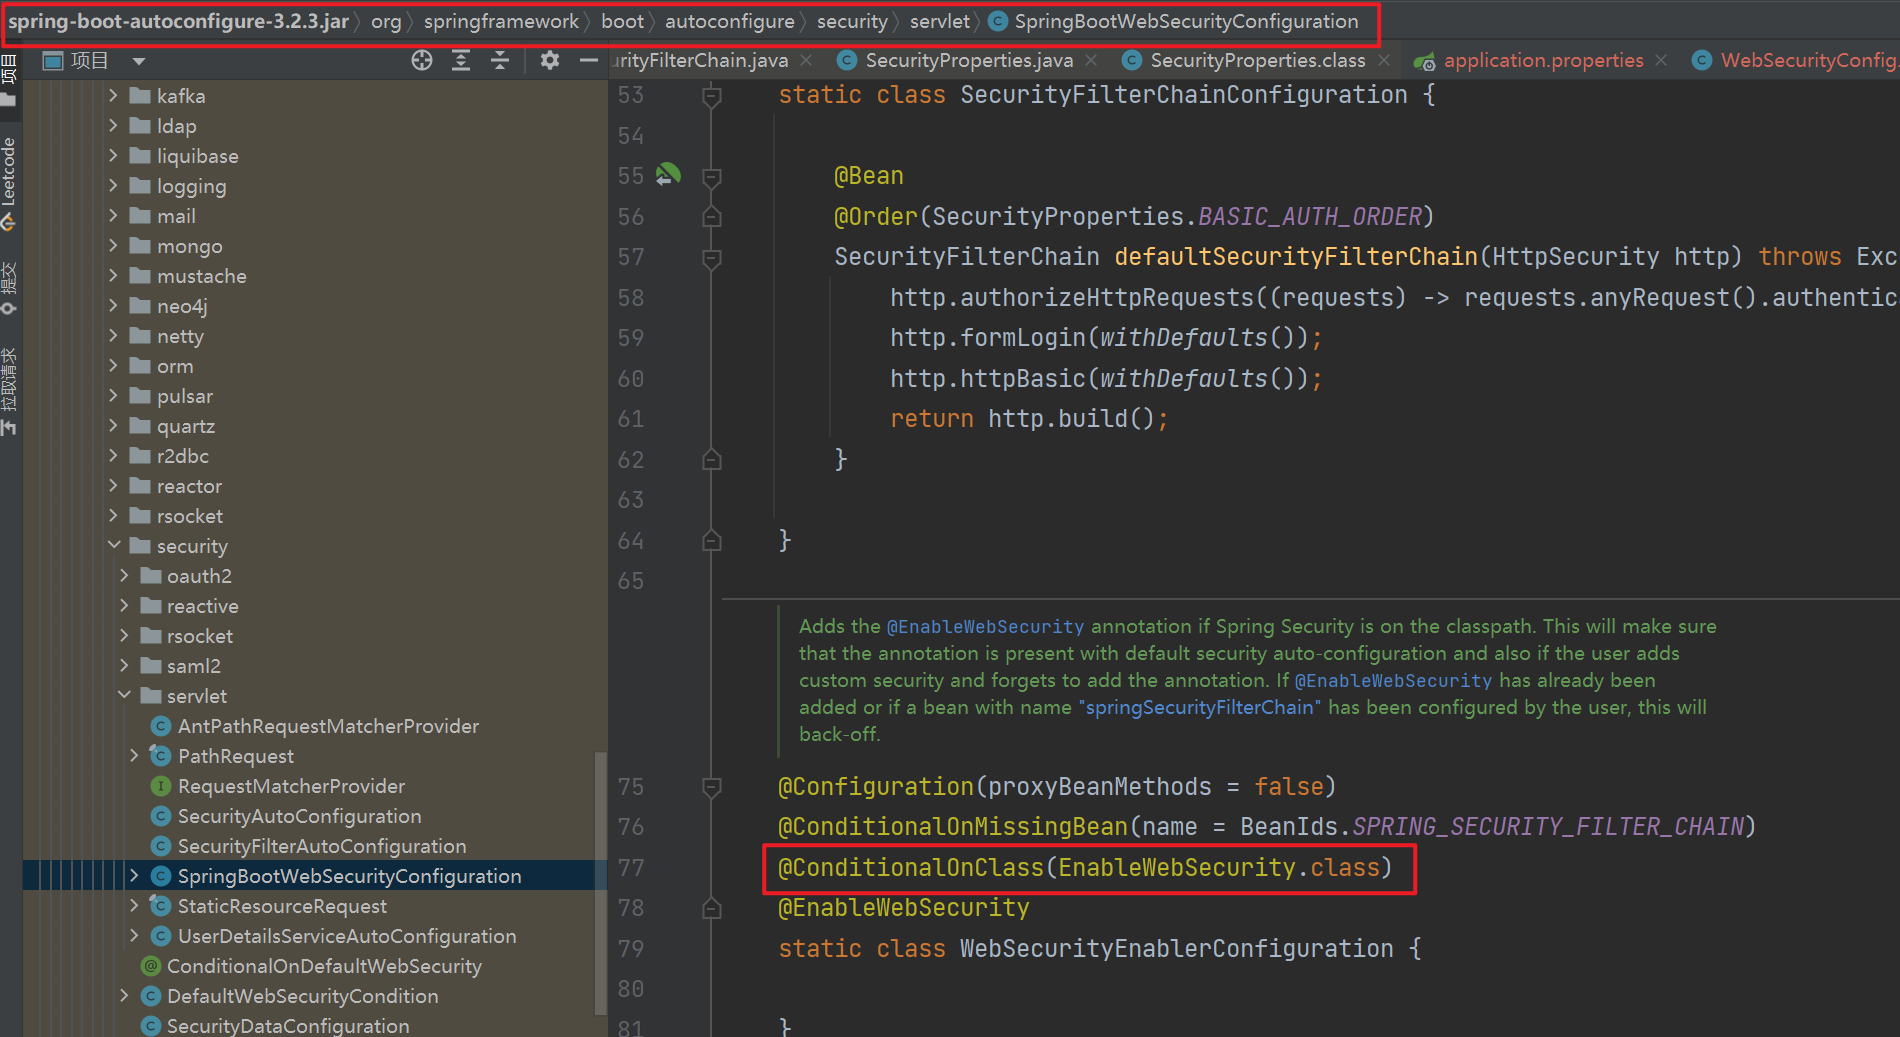 spring-boot-autoconfigure-3.2.3.jar org springframework boot autoconfigure security servlet SpringBootWebSecurityConfiguration
项目
urityFilterChain.java SecurityProperties.java SecurityProperties.class application.properties WebSecurityConfig.
项目
Leetcode
提交
拉取请求
kafka
ldap
liquibase
logging
mail
mongo
mustache
neo4j
netty
orm
pulsar
quartz
r2dbc
reactor
rsocket
security
oauth2
reactive
rsocket
saml2
servlet
AntPathRequestMatcherProvider
PathRequest
RequestMatcherProvider
SecurityAutoConfiguration
SecurityFilterAutoConfiguration
SpringBootWebSecurityConfiguration
StaticResourceRequest
UserDetailsServiceAutoConfiguration
ConditionalOnDefaultWebSecurity
DefaultWebSecurityCondition
SecurityDataConfiguration
53 static class SecurityFilterChainConfiguration {
54
55 @Bean
56 @Order(SecurityProperties.BASIC_AUTH_ORDER)
57 SecurityFilterChain defaultSecurityFilterChain(HttpSecurity http) throws Exc
58 http.authorizeHttpRequests((requests) -> requests.anyRequest().authentic
59 http.formLogin(withDefaults());
60 http.httpBasic(withDefaults());
61 return http.build();
62 }
63
64 }
65
Adds the @EnableWebSecurity annotation if Spring Security is on the classpath. This will make sure
that the annotation is present with default security auto-configuration and also if the user adds
custom security and forgets to add the annotation. If @EnableWebSecurity has already been
added or if a bean with name "springSecurityFilterChain" has been configured by the user, this will
back-off.
75 @Configuration(proxyBeanMethods = false)
76 @ConditionalOnMissingBean(name = BeanIds.SPRING_SECURITY_FILTER_CHAIN)
77 @ConditionalOnClass(EnableWebSecurity.class)
78 @EnableWebSecurity
79 static class WebSecurityEnablerConfiguration {
80
81 }